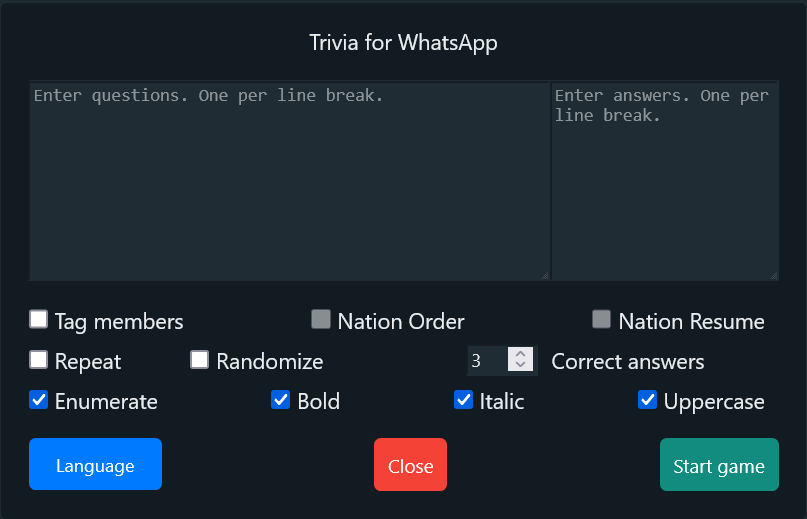 Trivia for WhatsApp
Enter questions. One per line break.
Enter answers. One per
line break.
Tag members
Nation Order
Nation Resume
Repeat
Randomize
3
Correct answers
Enumerate
Bold
Italic
Uppercase
Language
Close
Start game